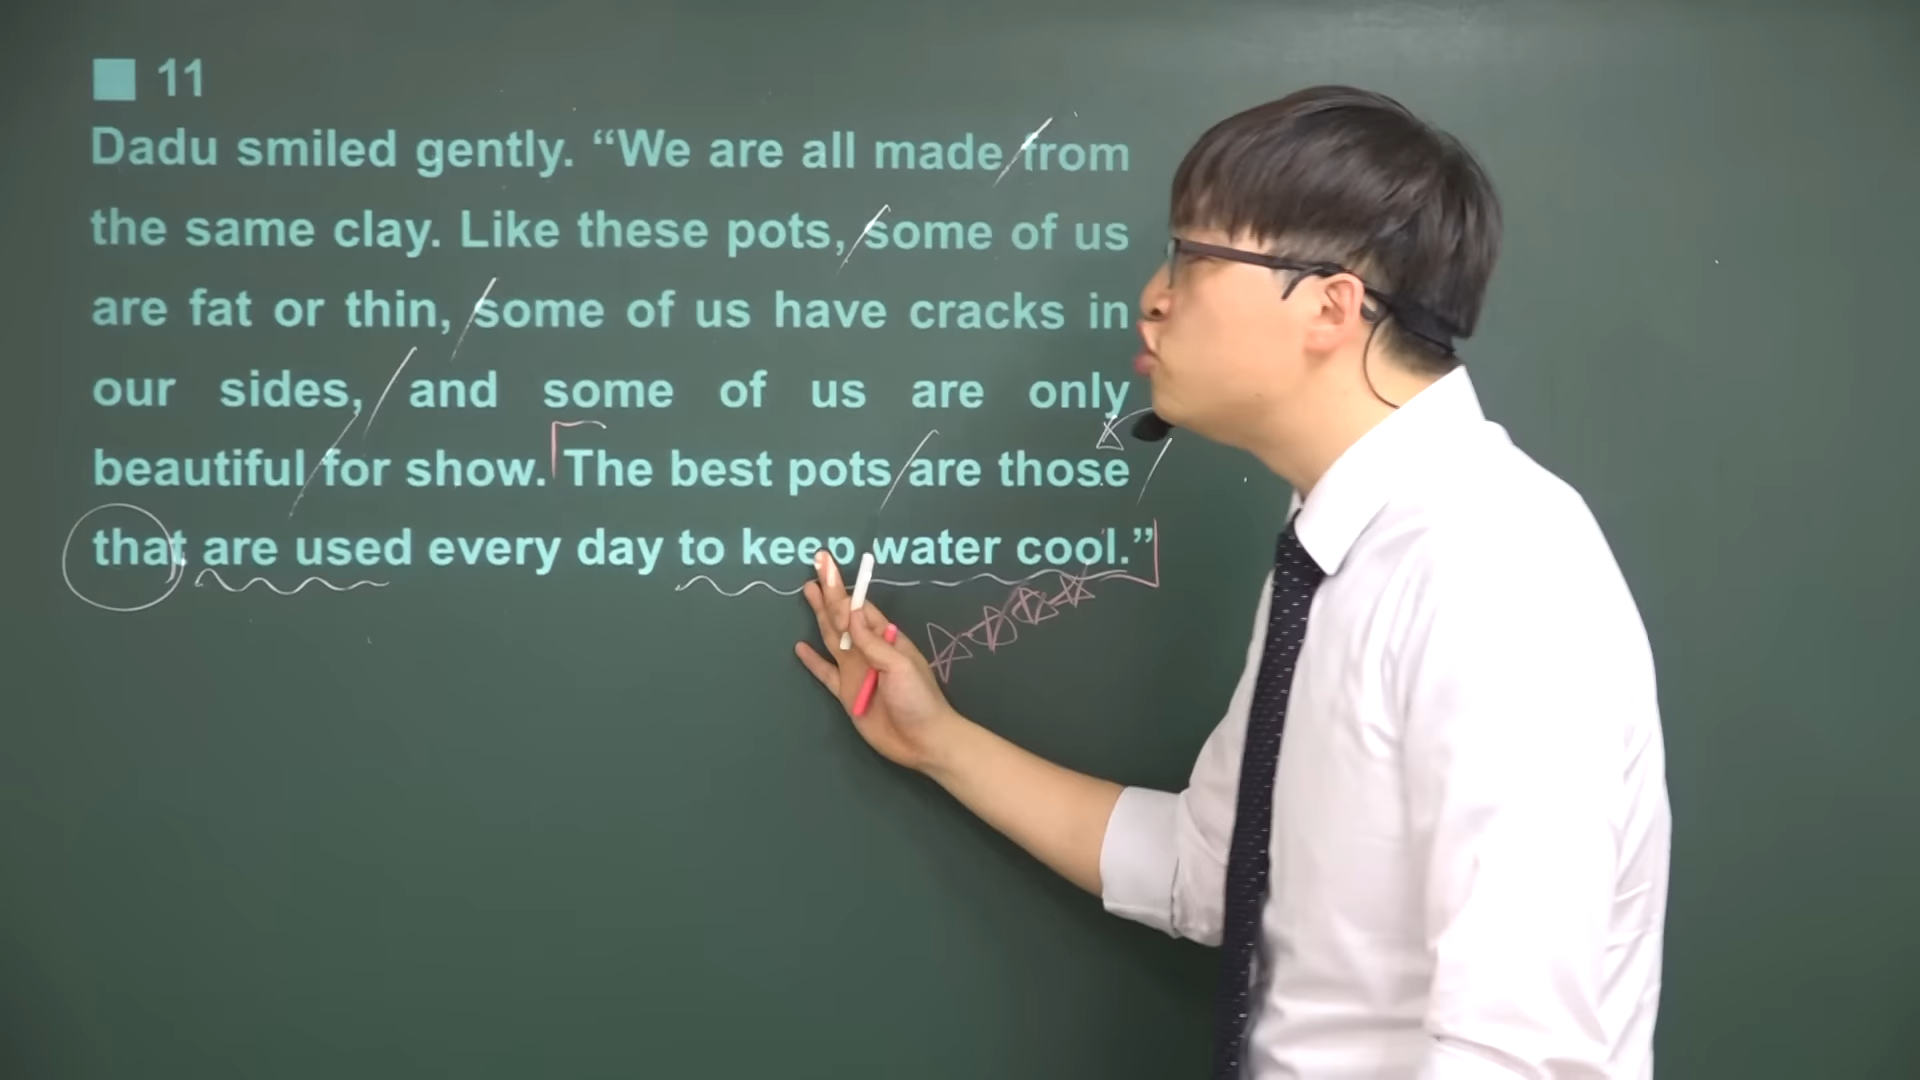 11
Dadu smiled gently. “We are all made from
the same clay. Like these pots, some of us
are fat or thin, some of us have cracks in
our sides, and some of us are only
beautiful for show. The best pots are those
that are used every day to keep water cool.”